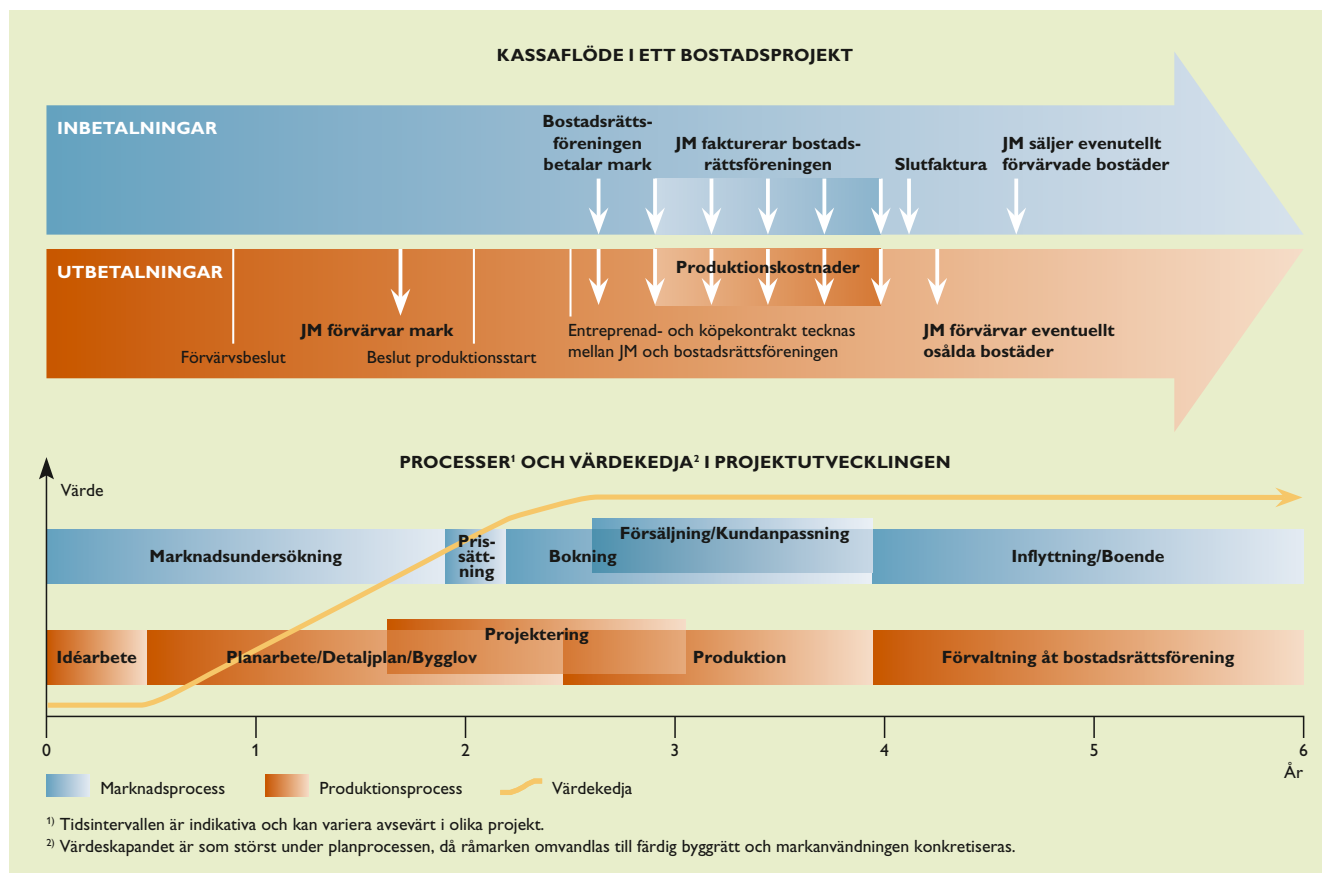 KASSAFLÖDE I ETT BOSTADSPROJEKT
INBETALNINGAR
Bostadsrätts-
föreningen
betalar mark
JM fakturerar bostads-
rättsföreningen
Slutfaktura
JM säljer evenutellt
förvärvade bostäder
UTBETALNINGAR
Förvärvsbeslut
JM förvärvar mark
Beslut produktionsstart
Entreprenad- och köpekontrakt tecknas
mellan JM och bostadsrättsföreningen
Produktionskostnader
JM förvärvar eventuellt
osålda bostäder
PROCESSER¹ OCH VÄRDEKEDJA² I PROJEKTUTVECKLINGEN
Värde
Marknadsundersökning
Pris-
sätt-
ning
Bokning
Försäljning/Kundanpassning
Inflyttning/Boende
Idéarbete
Planarbete/Detaljplan/Bygglov
Projektering
Produktion
Förvaltning åt bostadsrättsförening
0 1 2 3 4 5 6
År
Marknadsprocess
Produktionsprocess
Värdekedja
¹⁾ Tidsintervallen är indikativa och kan variera avsevärt i olika projekt.
²⁾ Värdeskapandet är som störst under planprocessen, då råmarken omvandlas till färdig byggrätt och markanvändningen konkretiseras.